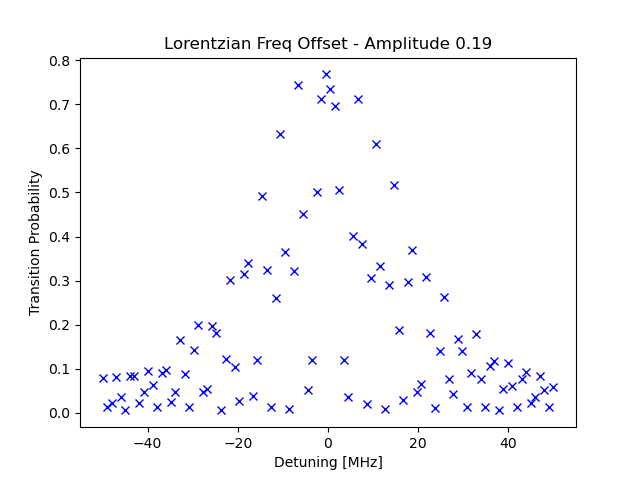 Lorentzian Freq Offset - Amplitude 0.19
0.8
0.7
0.6
0.5
0.4
0.3
0.2
0.1
0.0
Transition Probability
−40 −20 0 20 40
Detuning [MHz]